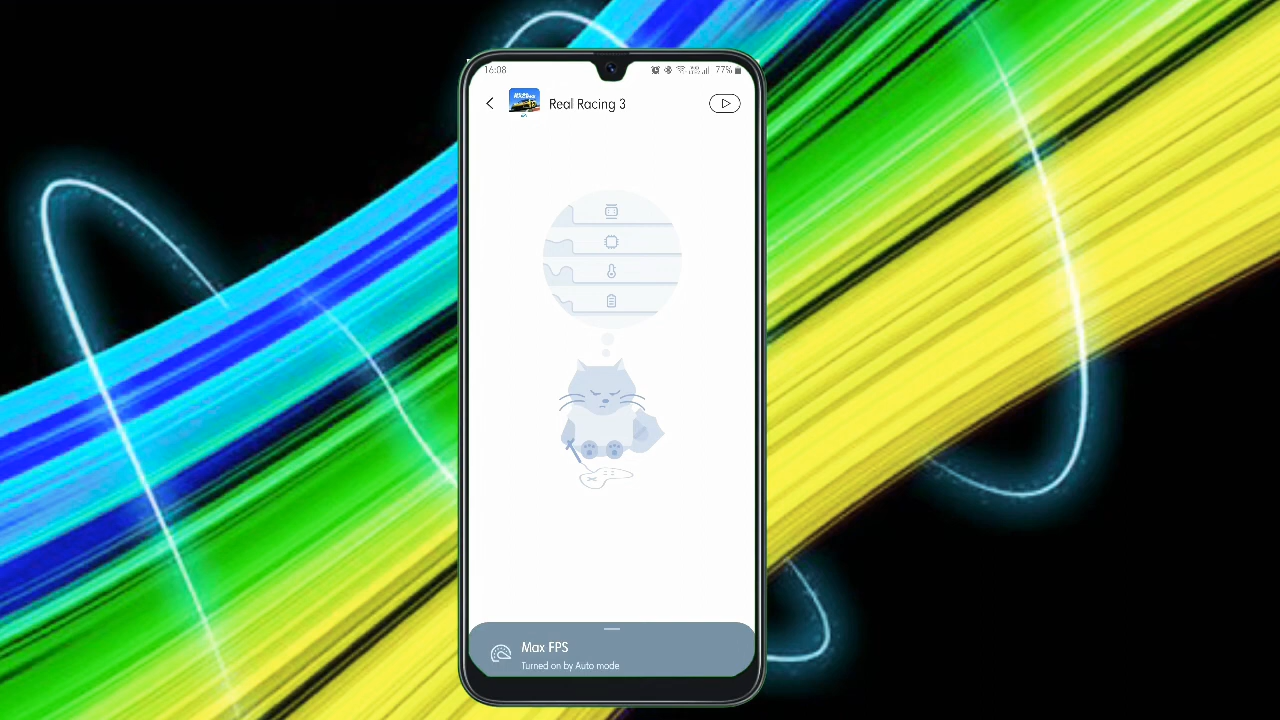 16:08
77%
Real Racing 3
Max FPS
Turned on by Auto mode